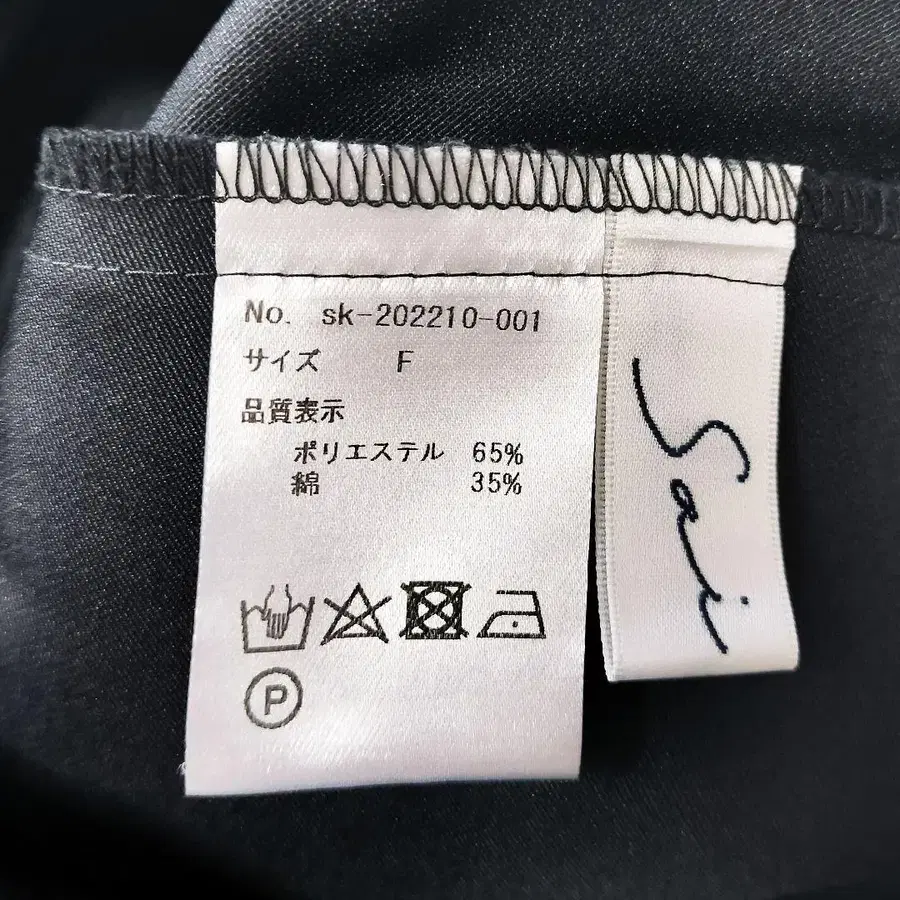 No. sk-202210-001
サイズ F
品質表示
ポリエステル 65%
綿 35%
P
Sai